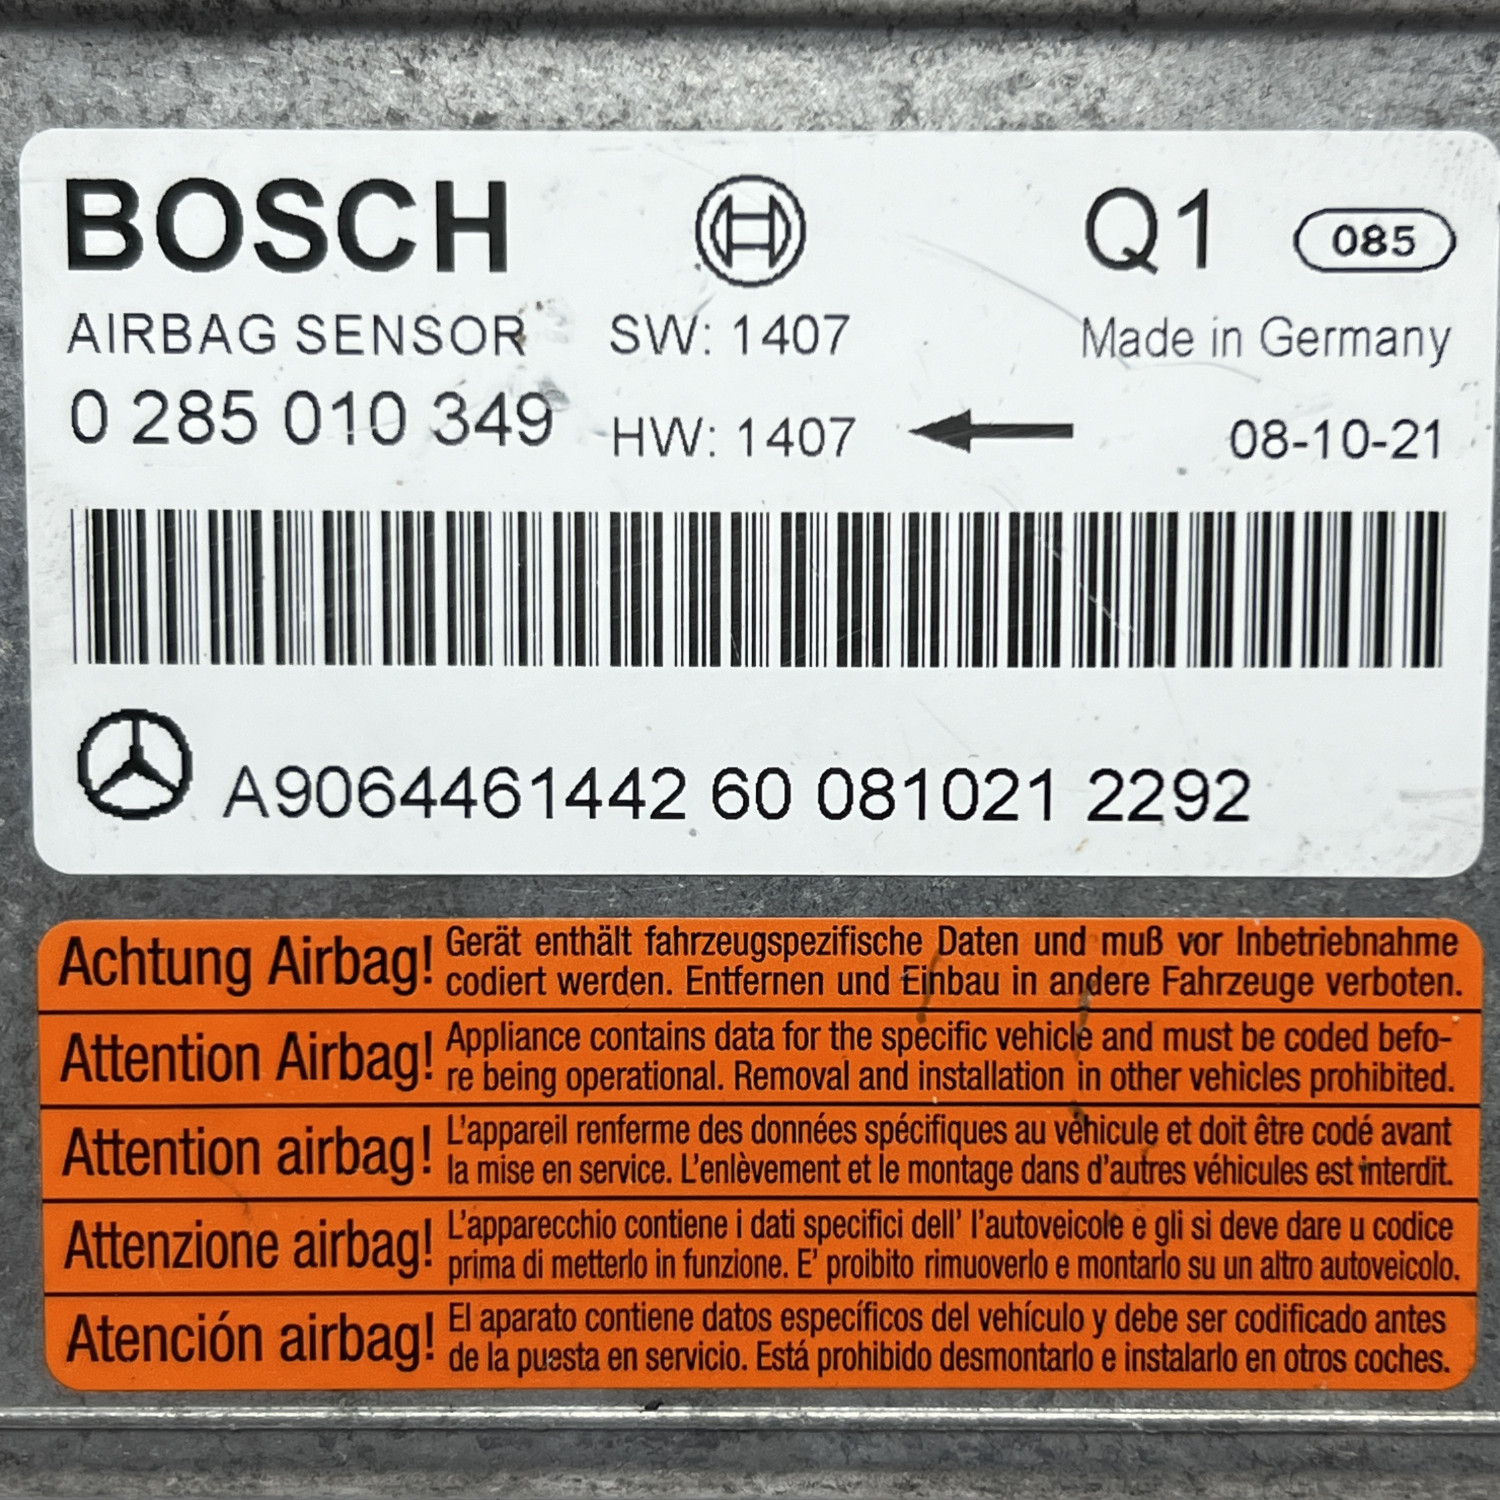 BOSCH Q1 085
AIRBAG SENSOR SW: 1407 Made in Germany
0 285 010 349 HW: 1407 08-10-21
A9064461442 60 081021 2292
Achtung Airbag! Gerät enthält fahrzeugspezifische Daten und muß vor Inbetriebnahme
codiert werden. Entfernen und Einbau in andere Fahrzeuge verboten.
Attention Airbag! Appliance contains data for the specific vehicle and must be coded befo-
re being operational. Removal and installation in other vehicles prohibited.
Attention airbag! L'appareil renferme des données spécifiques au véhicule et doit être codé avant
la mise en service. L'enlèvement et le montage dans d'autres véhicules est interdit.
Attenzione airbag! L'apparecchio contiene i dati specifici dell' l'autoveicole e gli si deve dare u codice
prima di metterlo in funzione. E' proibito rimuoverlo e montarlo su un altro autoveicolo.
Atención airbag! El aparato contiene datos específicos del vehículo y debe ser codificado antes
de la puesta en servicio. Está prohibido desmontarlo e instalarlo en otros coches.